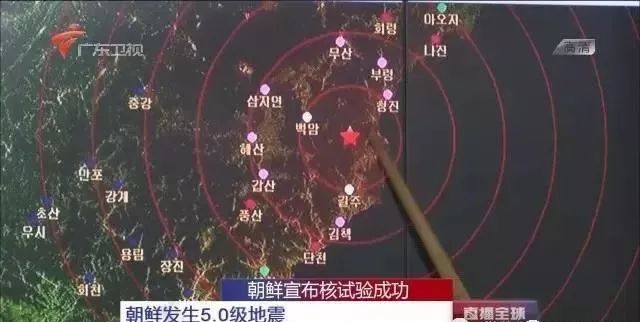 广东卫视
高清
아오지
회령
나진
무산
부령
청진
삼지연
중강
백암
혜산
만포
갑산
길주
강계
풍산
초산
김책
우시
용림
장진
단천
희천
朝鲜宣布核试验成功
朝鲜发生5.0级地震
直播全球